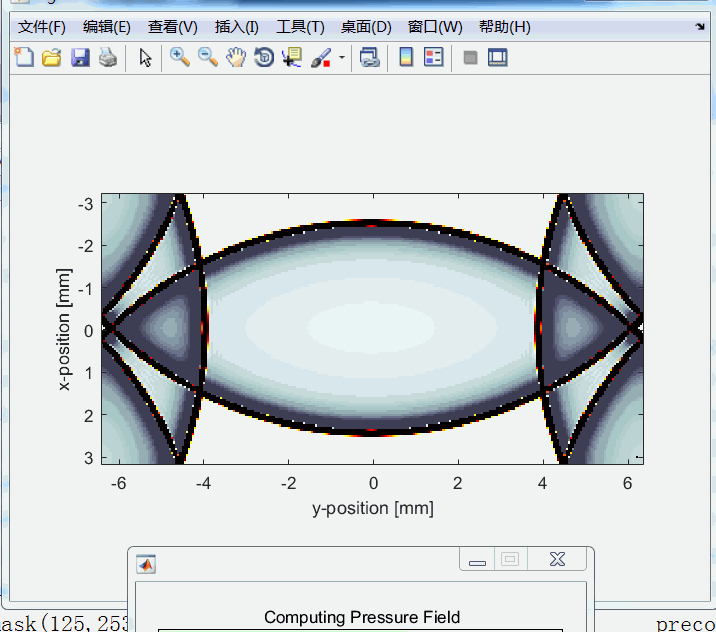 文件(F) 编辑(E) 查看(V) 插入(I) 工具(T) 桌面(D) 窗口(W) 帮助(H)
-3
-2
-1
0
1
2
3
x-position [mm]
-6 -4 -2 0 2 4 6
y-position [mm]
Computing Pressure Field
ask(125,253 preco